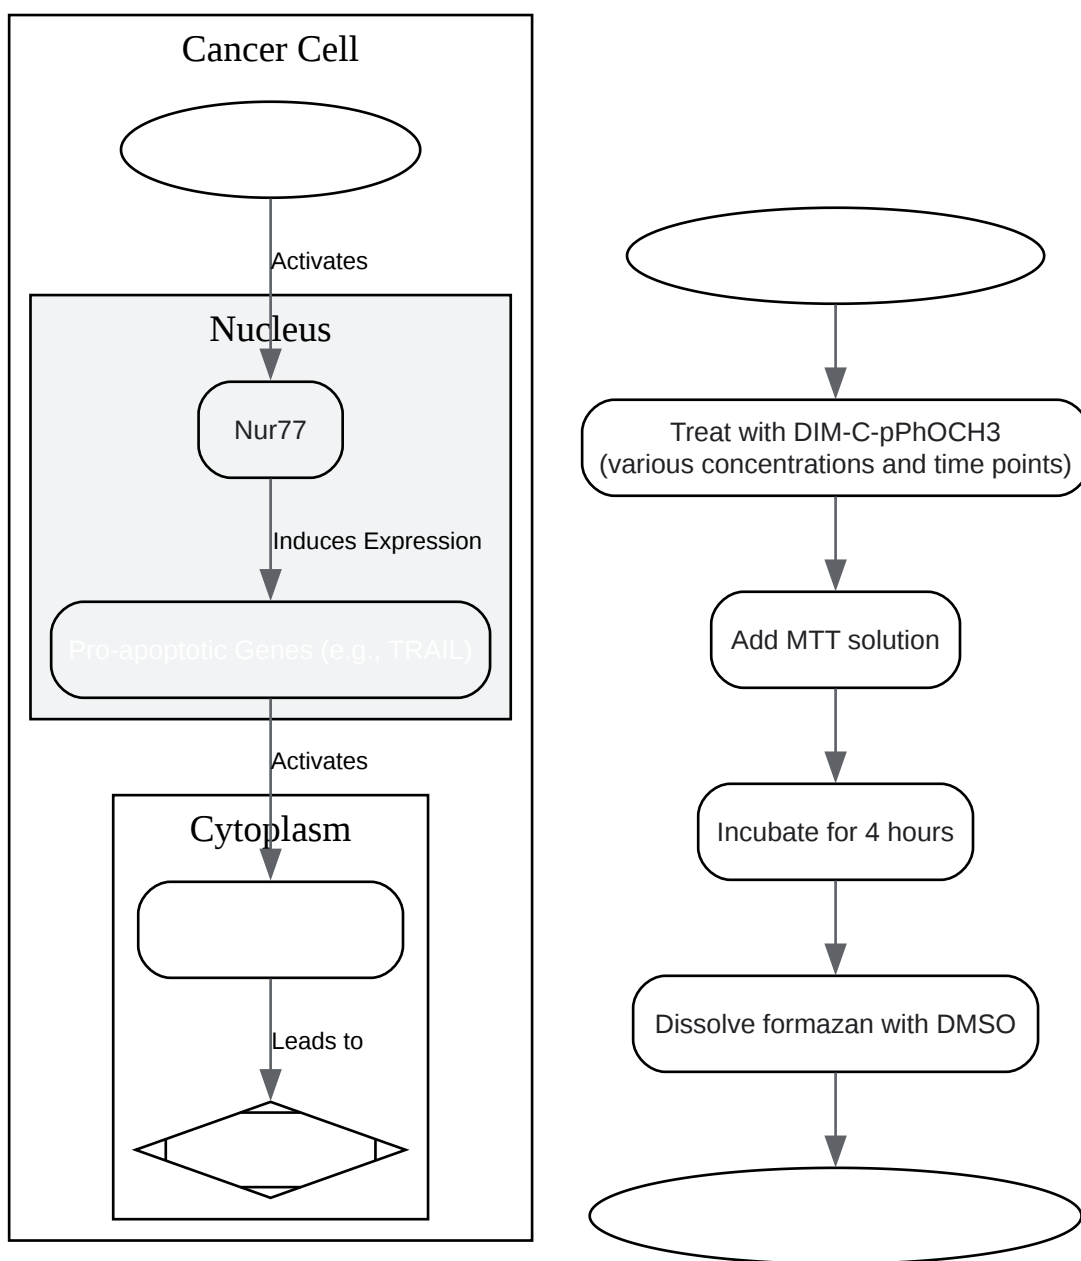 Cancer Cell
Activates
Nucleus
Nur77
Induces Expression
Pro-apoptotic Genes (e.g., TRAIL)
Activates
Cytoplasm
Leads to
Treat with DIM-C-pPhOCH3
(various concentrations and time points)
Add MTT solution
Incubate for 4 hours
Dissolve formazan with DMSO